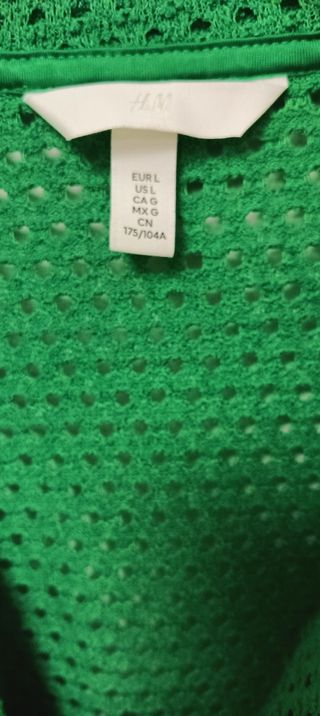 H&M
EUR L
US L
CA G
MX G
CN
175/104A